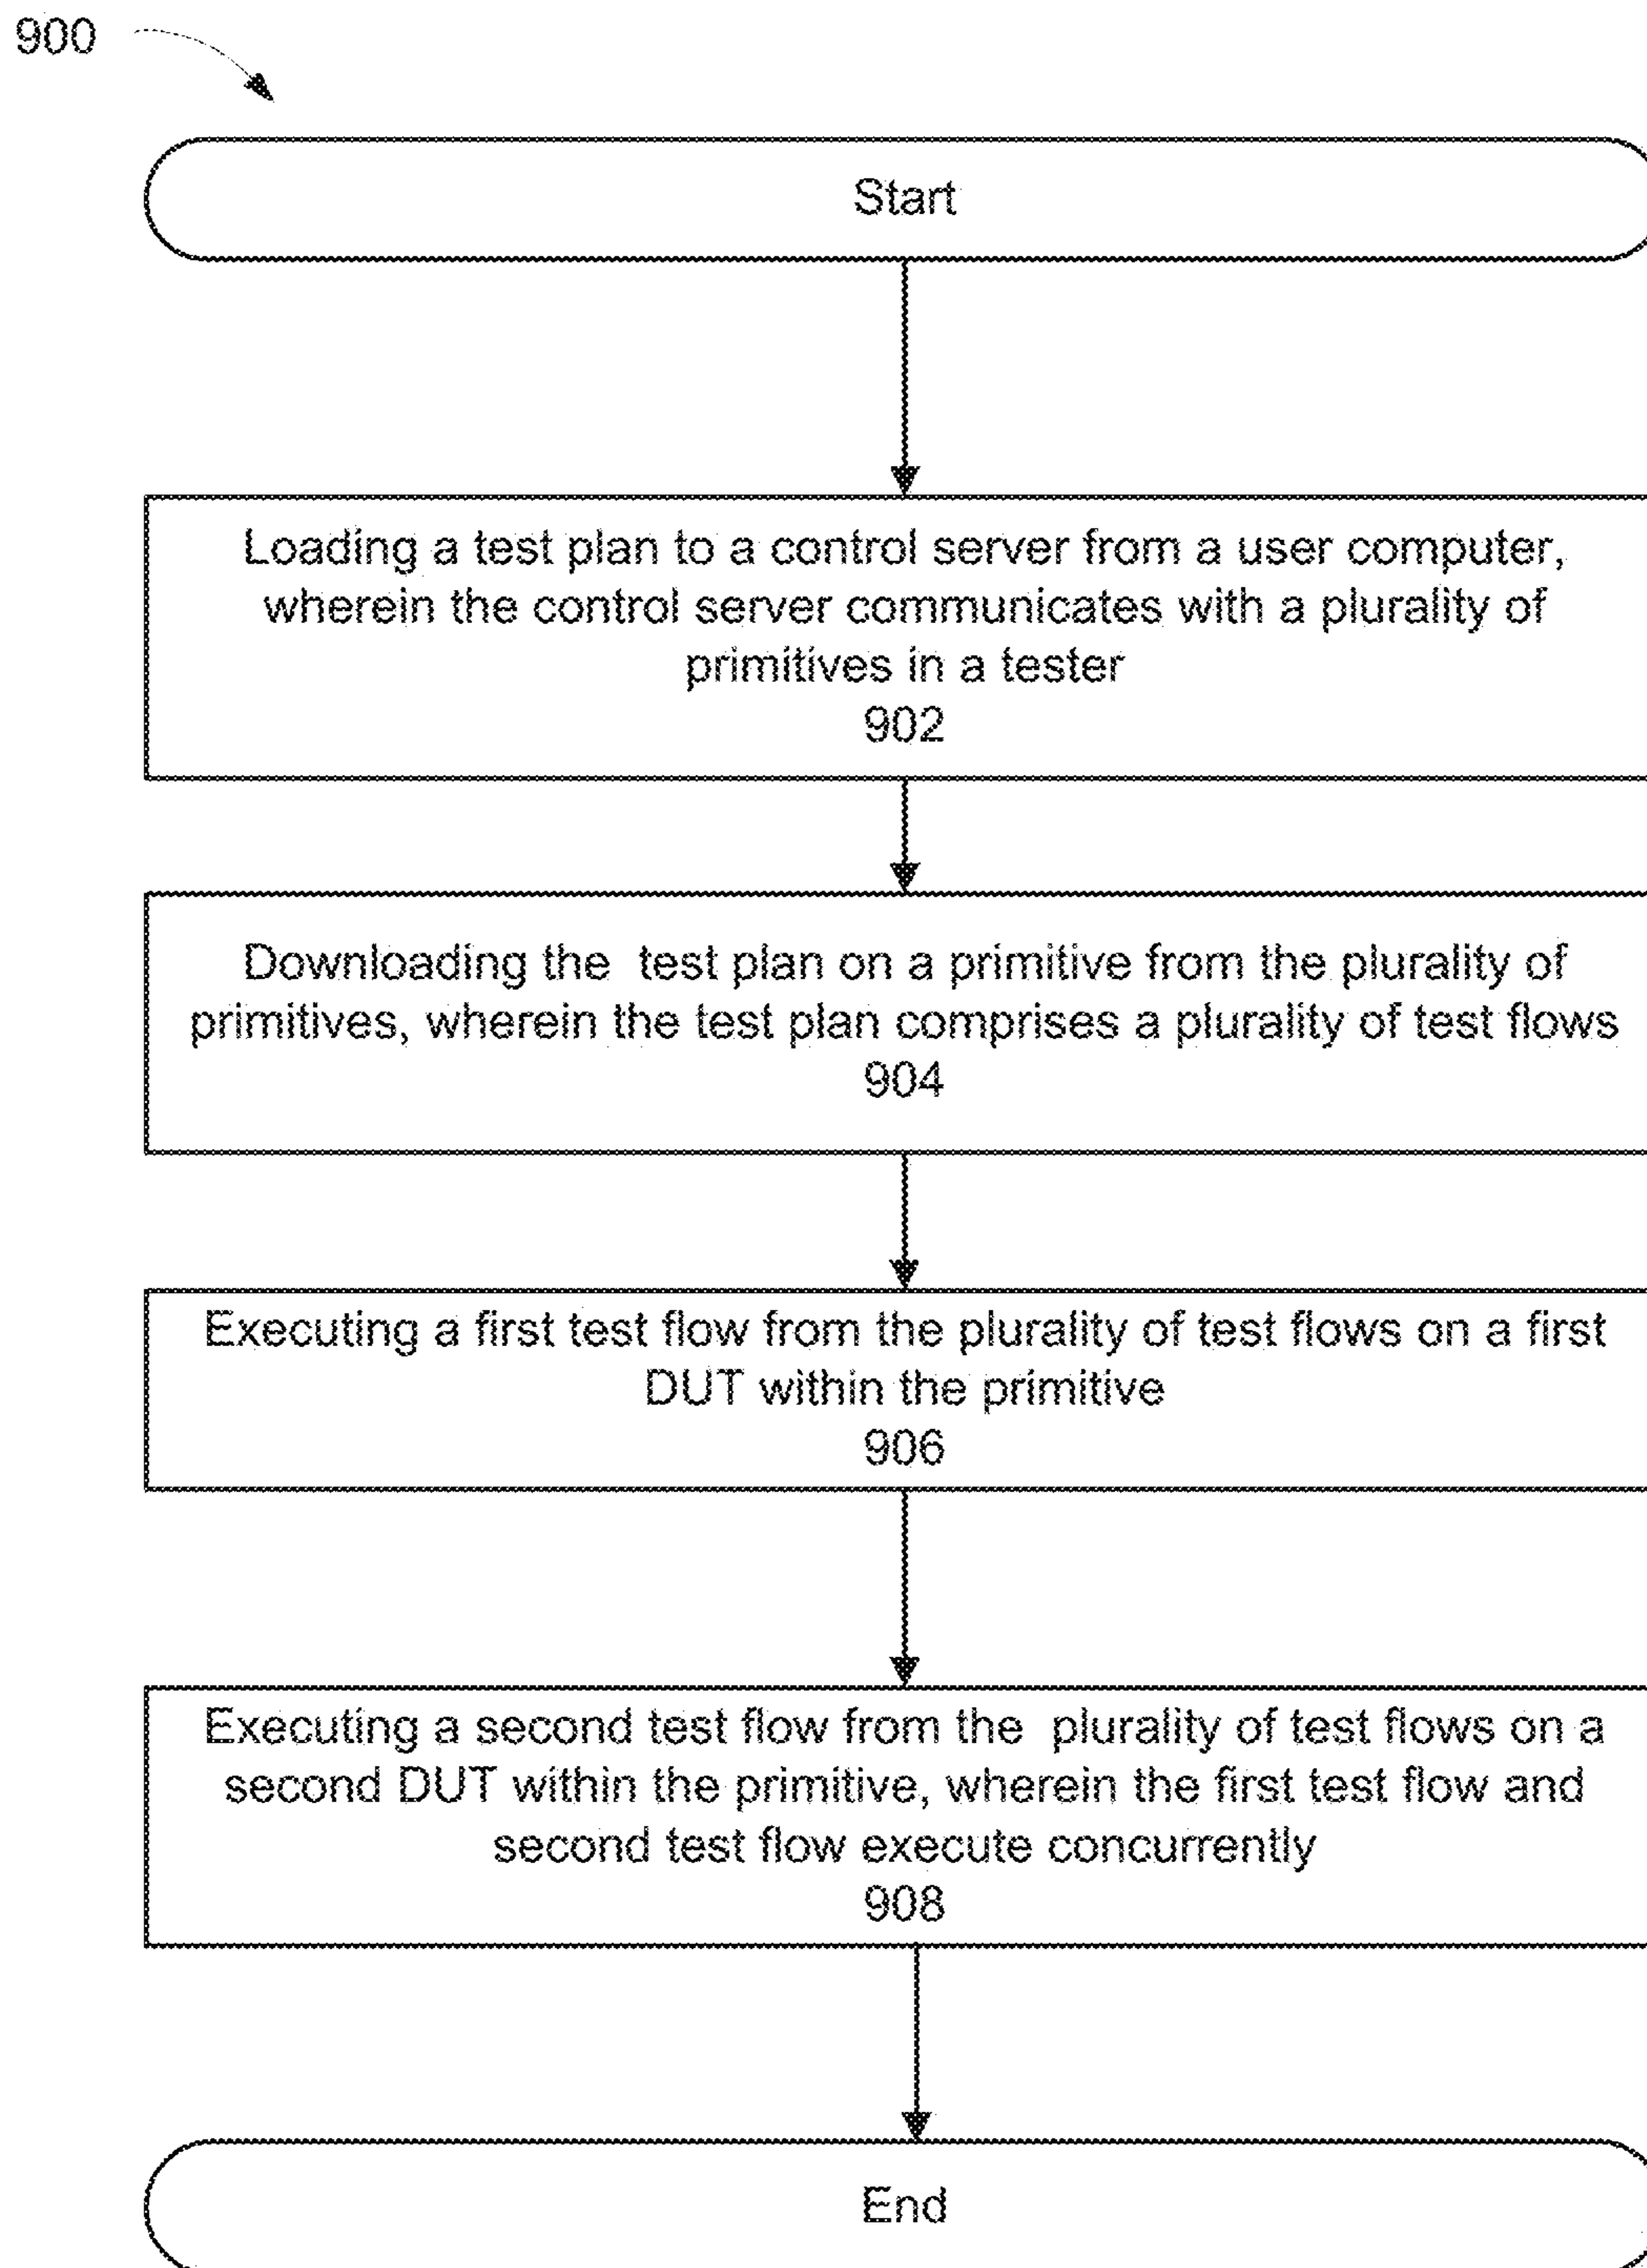 900
Start
Loading a test plan to a control server from a user computer,
wherein the control server communicates with a plurality of
primitives in a tester
902
Downloading the test plan on a primitive from the plurality of
primitives, wherein the test plan comprises a plurality of test flows
904
Executing a first test flow from the plurality of test flows on a first
DUT within the primitive
906
Executing a second test flow from the plurality of test flows on a
second DUT within the primitive, wherein the first test flow and
second test flow execute concurrently
908
End